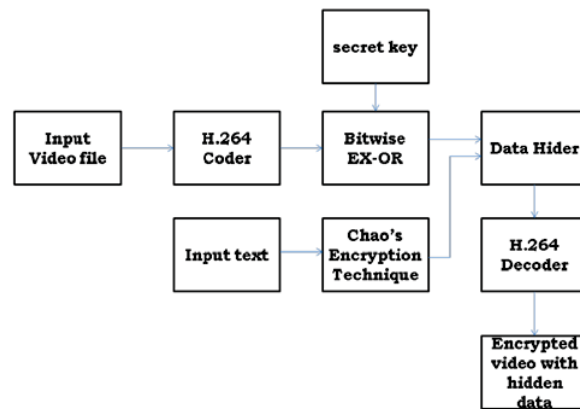 secret key
Input
Video file
H.264
Coder
Bitwise
EX-OR
Data Hider
Input text
Chao's
Encryption
Technique
H.264
Decoder
Encrypted
video with
hidden
data